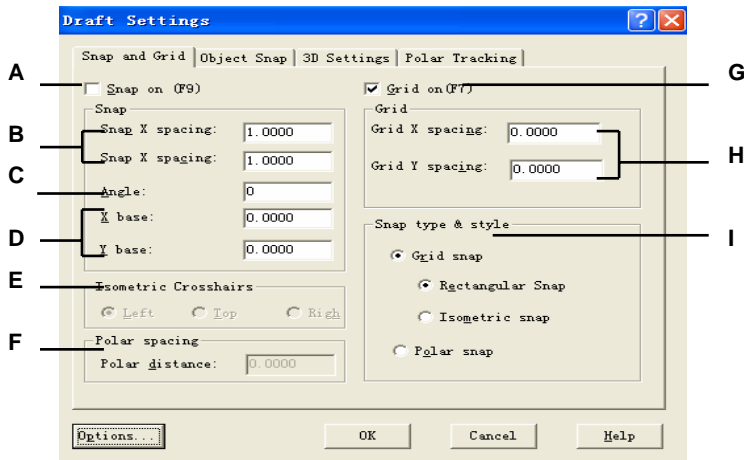 Draft Settings
Snap and Grid
Object Snap
3D Settings
Polar Tracking
A
Snap on (F9)
Grid on(F7)
G
Snap
Grid
B
Snap X spacing: 1.0000
Snap X spacing: 1.0000
Grid X spacing: 0.0000
Grid Y spacing: 0.0000
H
C
Angle: 0
D
X base: 0.0000
Y base: 0.0000
Snap type & style
I
Grid snap
Rectangular Snap
Isometric snap
Polar snap
E
Isometric Crosshairs
Left
Top
Righ
F
Polar spacing
Polar distance: 0.0000
Options...
OK
Cancel
Help